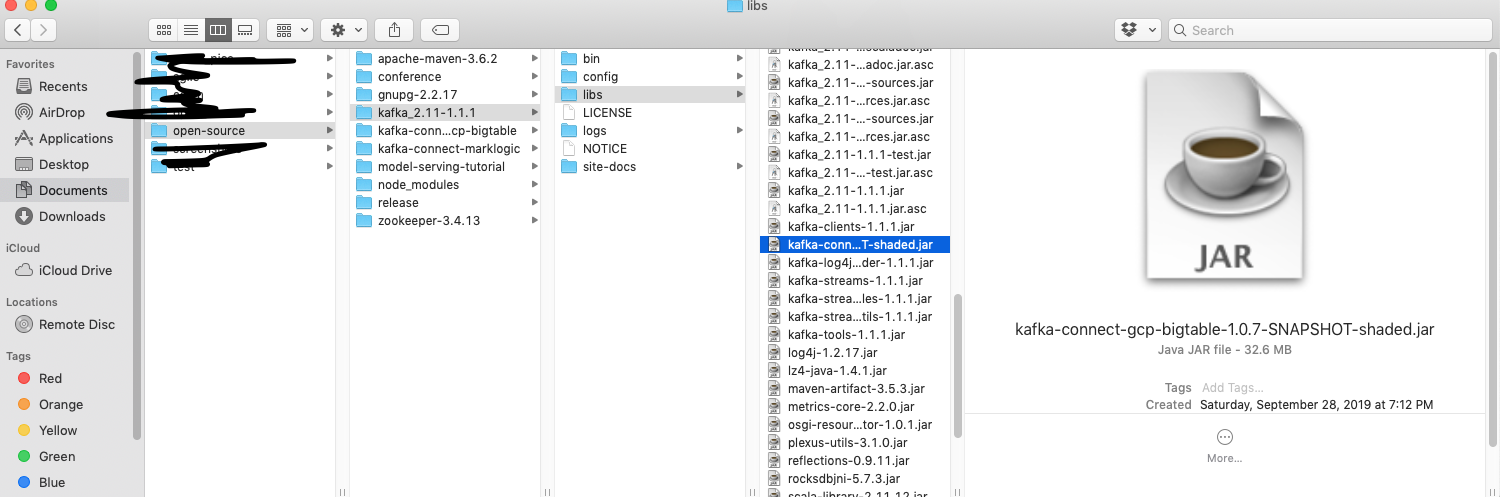 libs
Search
Favorites
Recents
AirDrop
Applications
Desktop
Documents
Downloads
iCloud
iCloud Drive
Locations
Remote Disc
Tags
Red
Orange
Yellow
Green
Blue
open-source
apache-maven-3.6.2
conference
gnupg-2.2.17
kafka_2.11-1.1.1
kafka-conn...cp-bigtable
kafka-connect-marklogic
model-serving-tutorial
node_modules
release
zookeeper-3.4.13
bin
config
libs
LICENSE
logs
NOTICE
site-docs
kafka_2.11-...adoc.jar.asc
kafka_2.11-...-sources.jar
kafka_2.11-...rces.jar.asc
kafka_2.11-...-sources.jar
kafka_2.11-...rces.jar.asc
kafka_2.11-1.1.1-test.jar
kafka_2.11-...-test.jar.asc
kafka_2.11-1.1.1.jar
kafka_2.11-1.1.1.jar.asc
kafka-clients-1.1.1.jar
kafka-conn...T-shaded.jar
kafka-log4j...der-1.1.1.jar
kafka-streams-1.1.1.jar
kafka-strea...les-1.1.1.jar
kafka-strea...tils-1.1.1.jar
kafka-tools-1.1.1.jar
log4j-1.2.17.jar
lz4-java-1.4.1.jar
maven-artifact-3.5.3.jar
metrics-core-2.2.0.jar
osgi-resour...tor-1.0.1.jar
plexus-utils-3.1.0.jar
reflections-0.9.11.jar
rocksdbjni-5.7.3.jar
scala-library-2.11.12.jar
JAR
kafka-connect-gcp-bigtable-1.0.7-SNAPSHOT-shaded.jar
Java JAR file - 32.6 MB
Tags Add Tags...
Created Saturday, September 28, 2019 at 7:12 PM
More...